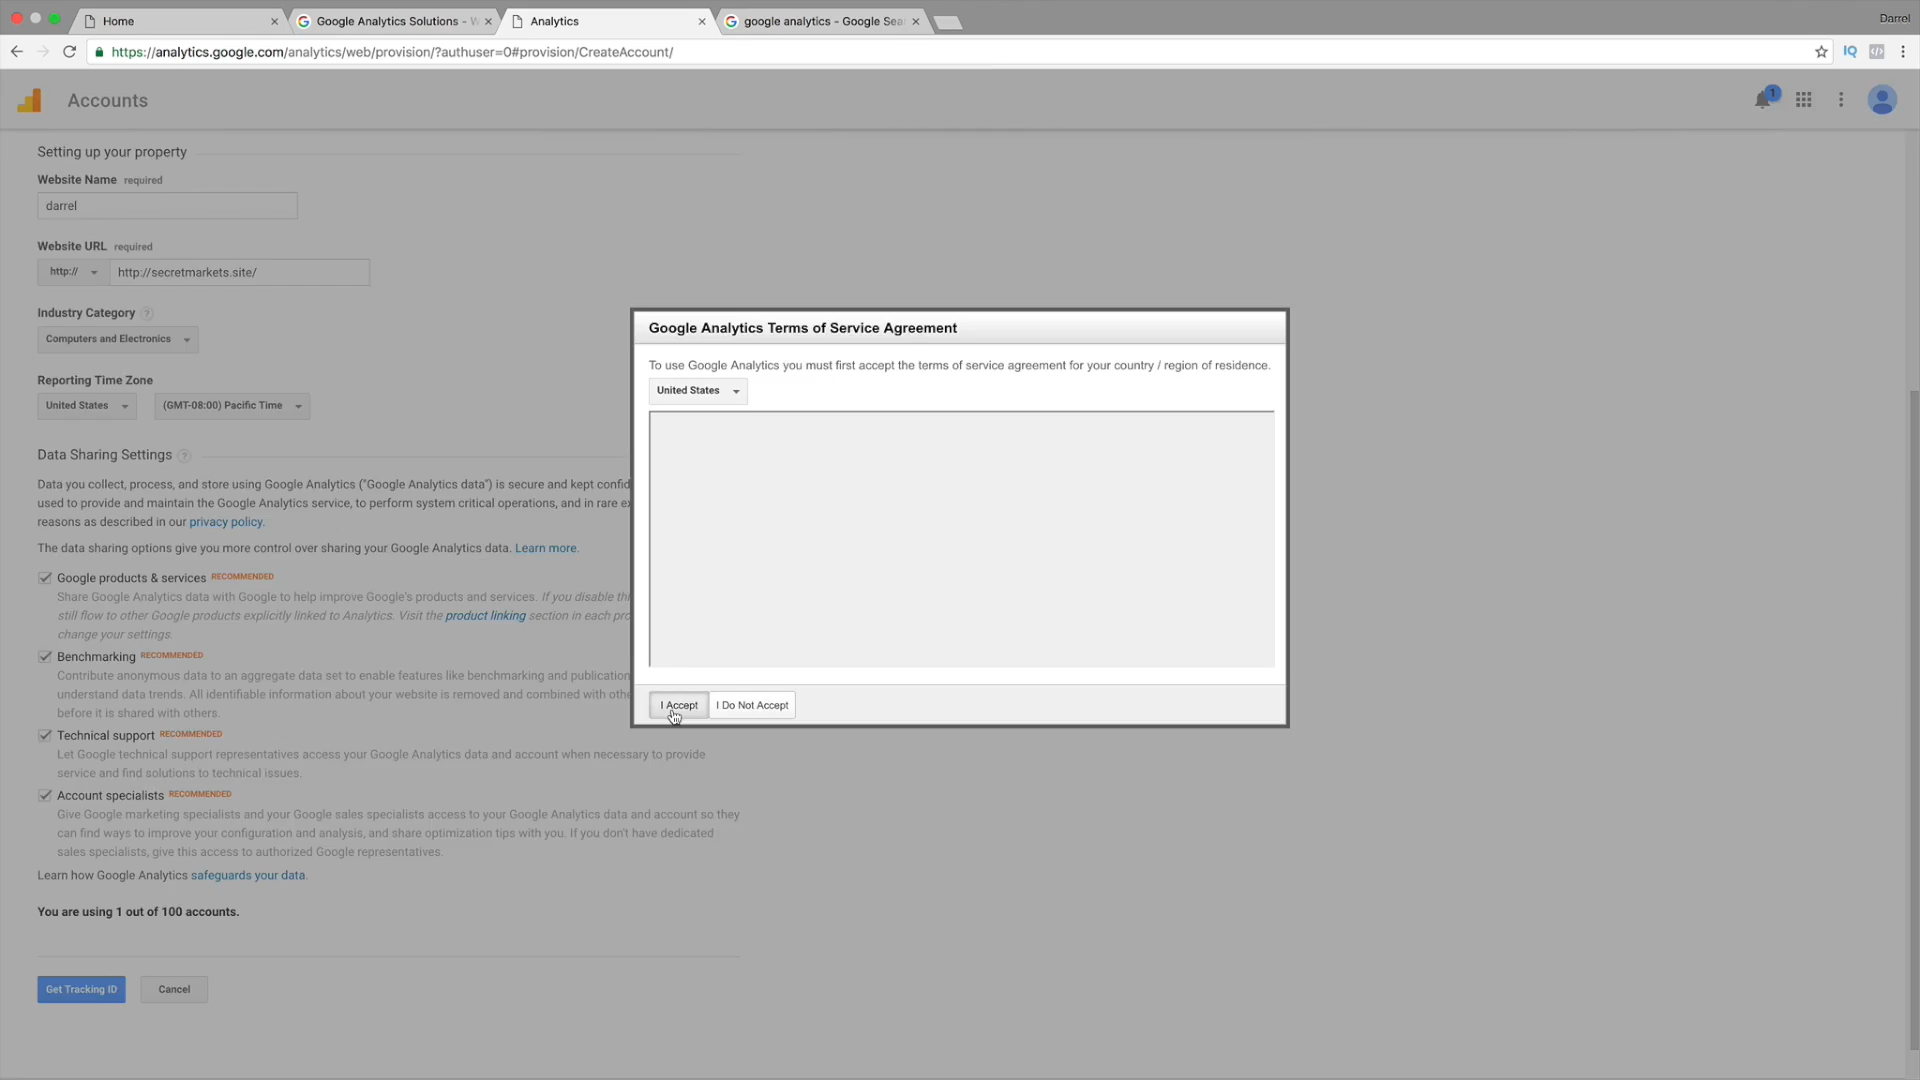 Home
Google Analytics Solutions - W
Analytics
google analytics - Google Sea
Darrel
https://analytics.google.com/analytics/web/provision/?authuser=0#provision/CreateAccount/
IQ
Accounts
1
Setting up your property
Website Name required
darrel
Website URL required
http:// http://secretmarkets.site/
Industry Category ?
Computers and Electronics
Reporting Time Zone
United States (GMT-08:00) Pacific Time
Data Sharing Settings ?
Data you collect, process, and store using Google Analytics ("Google Analytics data") is secure and kept confid
used to provide and maintain the Google Analytics service, to perform system critical operations, and in rare e
reasons as described in our privacy policy.
The data sharing options give you more control over sharing your Google Analytics data. Learn more.
Google products & services RECOMMENDED
Share Google Analytics data with Google to help improve Google's products and services. If you disable thi
still flow to other Google products explicitly linked to Analytics. Visit the product linking section in each pro
change your settings.
Benchmarking RECOMMENDED
Contribute anonymous data to an aggregate data set to enable features like benchmarking and publication
understand data trends. All identifiable information about your website is removed and combined with othe
before it is shared with others.
Technical support RECOMMENDED
Let Google technical support representatives access your Google Analytics data and account when necessary to provide
service and find solutions to technical issues.
Account specialists RECOMMENDED
Give Google marketing specialists and your Google sales specialists access to your Google Analytics data and account so they
can find ways to improve your configuration and analysis, and share optimization tips with you. If you don't have dedicated
sales specialists, give this access to authorized Google representatives.
Learn how Google Analytics safeguards your data.
You are using 1 out of 100 accounts.
Get Tracking ID Cancel
Google Analytics Terms of Service Agreement
To use Google Analytics you must first accept the terms of service agreement for your country / region of residence.
United States
I Accept I Do Not Accept